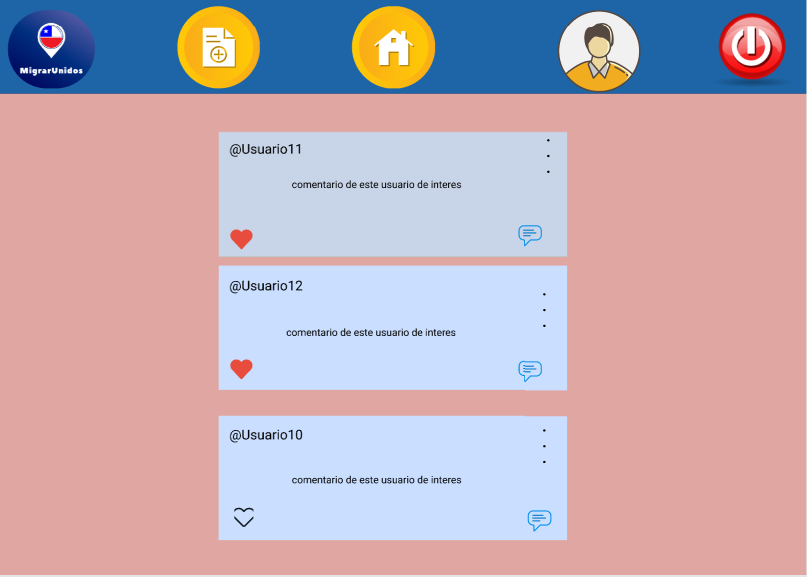 MigrarUnidos
@Usuario11
comentario de este usuario de interes
@Usuario12
comentario de este usuario de interes
@Usuario10
comentario de este usuario de interes